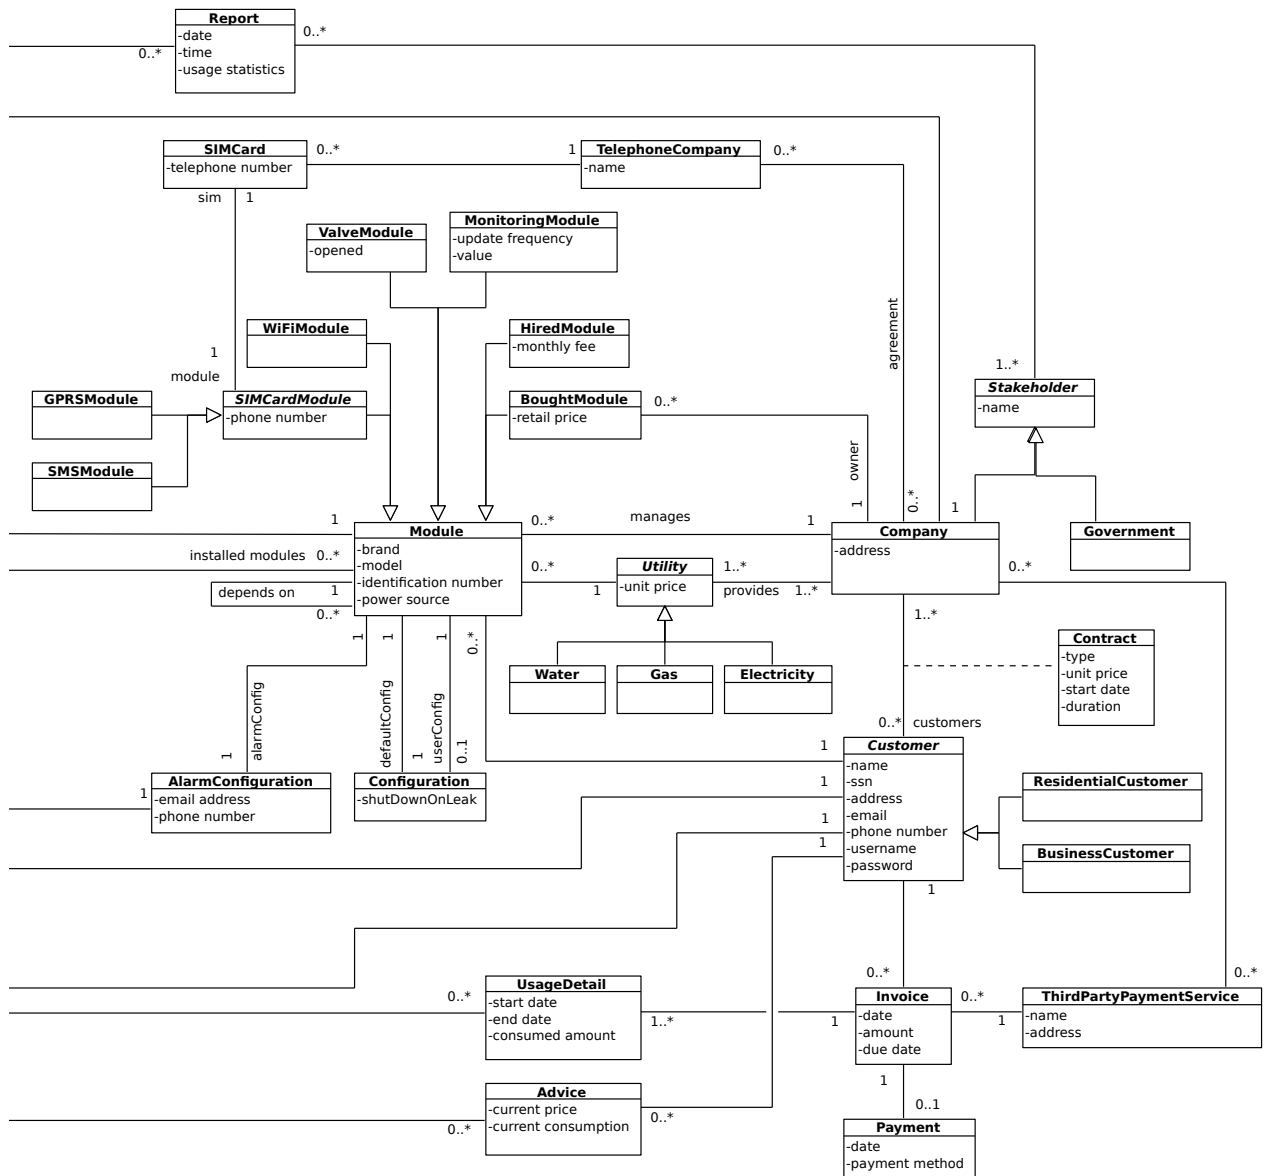 Report
-date
-time
-usage statistics
0..*
0..*
SIMCard
-telephone number
0..*
1
TelephoneCompany
-name
0..*
sim
1
ValveModule
-opened
MonitoringModule
-update frequency
-value
WiFiModule
HiredModule
-monthly fee
agreement
1
module
1..*
GPRSModule
SIMCardModule
-phone number
BoughtModule
-retail price
0..*
Stakeholder
-name
SMSModule
owner
1
0..*
1
1
Module
-brand
-model
-identification number
-power source
0..*
manages
1
Company
-address
Government
installed modules
0..*
0..*
1
Utility
-unit price
1..*
provides
1..*
0..*
depends on
1
0..*
1
1
1
0..*
1..*
Contract
-type
-unit price
-start date
-duration
Water
Gas
Electricity
alarmConfig
1
defaultConfig
1
userConfig
0..1
0..*
customers
1
Customer
-name
-ssn
-address
-email
-phone number
-username
-password
1
1
1
1
AlarmConfiguration
-email address
-phone number
1
Configuration
-shutDownOnLeak
ResidentialCustomer
BusinessCustomer
0..*
UsageDetail
-start date
-end date
-consumed amount
0..*
1..*
1
Invoice
-date
-amount
-due date
0..*
1
ThirdPartyPaymentService
-name
-address
0..*
Advice
-current price
-current consumption
0..*
0..*
1
0..1
Payment
-date
-payment method